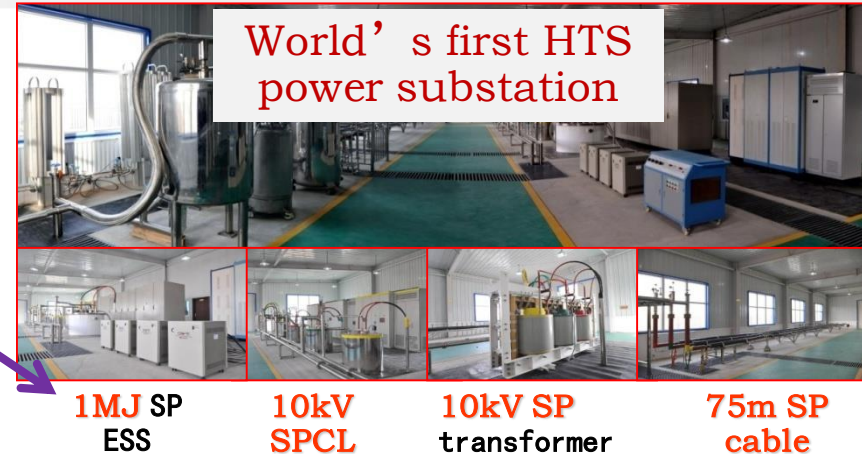 World’s first HTS
power substation
1MJ SP
ESS
10kV
SPCL
10kV SP
transformer
75m SP
cable